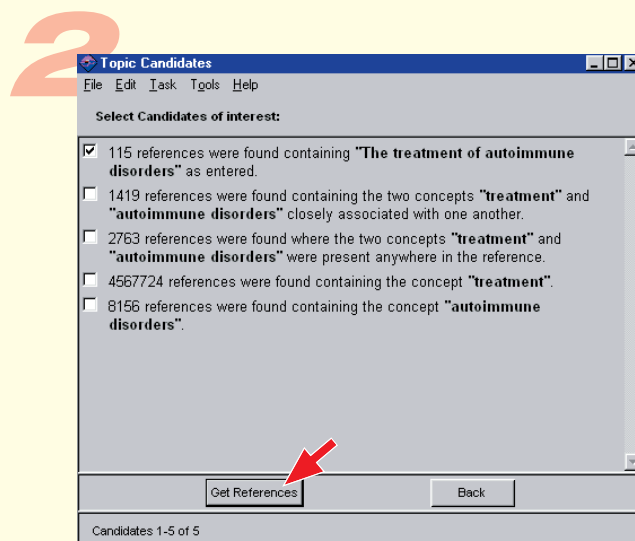 2
Topic Candidates
File Edit Task Tools Help
Select Candidates of interest:
115 references were found containing "The treatment of autoimmune
disorders" as entered.
1419 references were found containing the two concepts "treatment" and
"autoimmune disorders" closely associated with one another.
2763 references were found where the two concepts "treatment" and
"autoimmune disorders" were present anywhere in the reference.
4567724 references were found containing the concept "treatment".
8156 references were found containing the concept "autoimmune
disorders".
Get References Back
Candidates 1-5 of 5